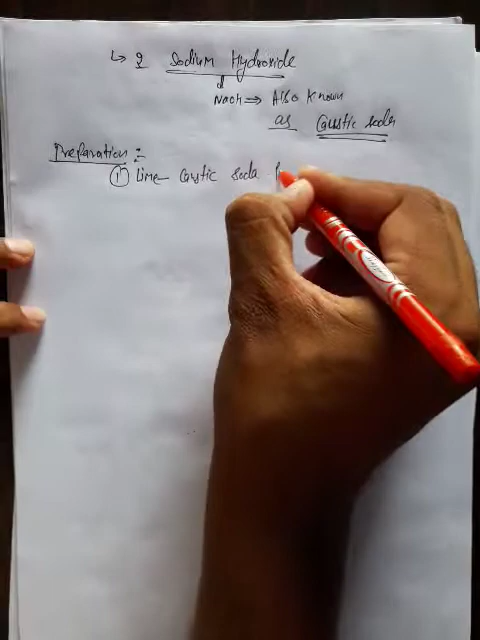 ↳ 2 Sodium Hydroxide
Naoh ⇒ Also Known
as Caustic soda
Preparation :-
① Lime Caustic soda